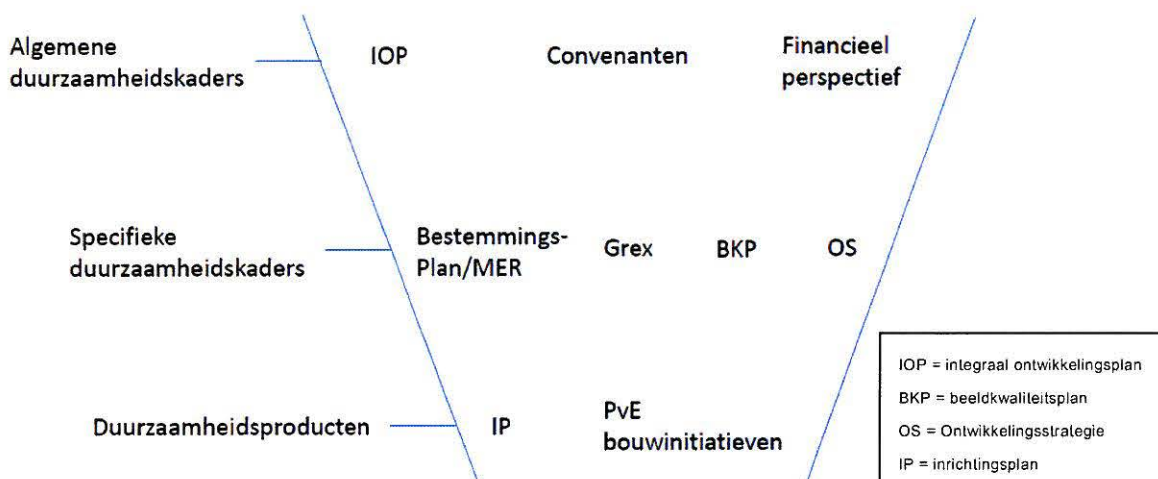 Algemene
duurzaamheidskaders
IOP
Convenanten
Financieel
perspectief
Specifieke
duurzaamheidskaders
Bestemmings-
Plan/MER
Grex
BKP
OS
Duurzaamheidsproducten
IP
PvE
bouwinitiatieven
IOP = integraal ontwikkelingsplan
BKP = beeldkwaliteitsplan
OS = Ontwikkelingsstrategie
IP = inrichtingsplan